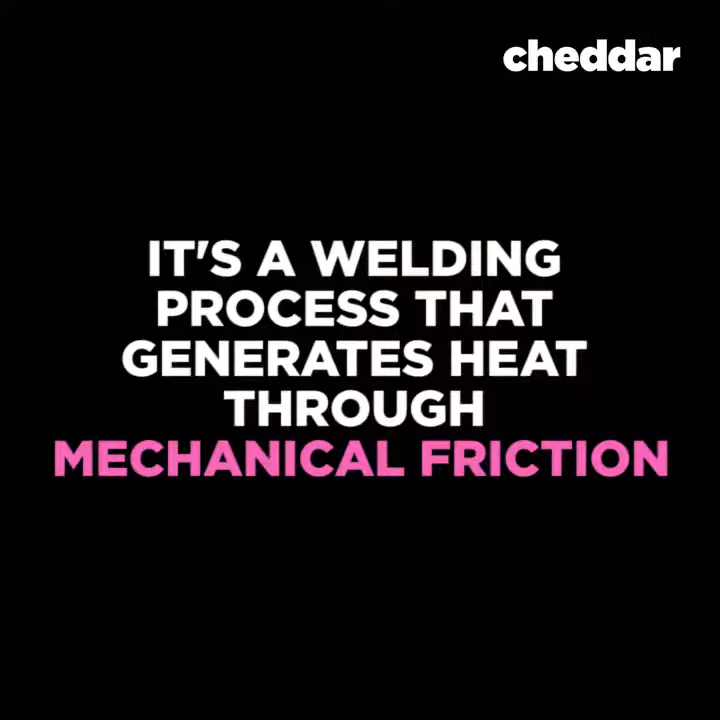 cheddar
IT'S A WELDING
PROCESS THAT
GENERATES HEAT
THROUGH
MECHANICAL FRICTION